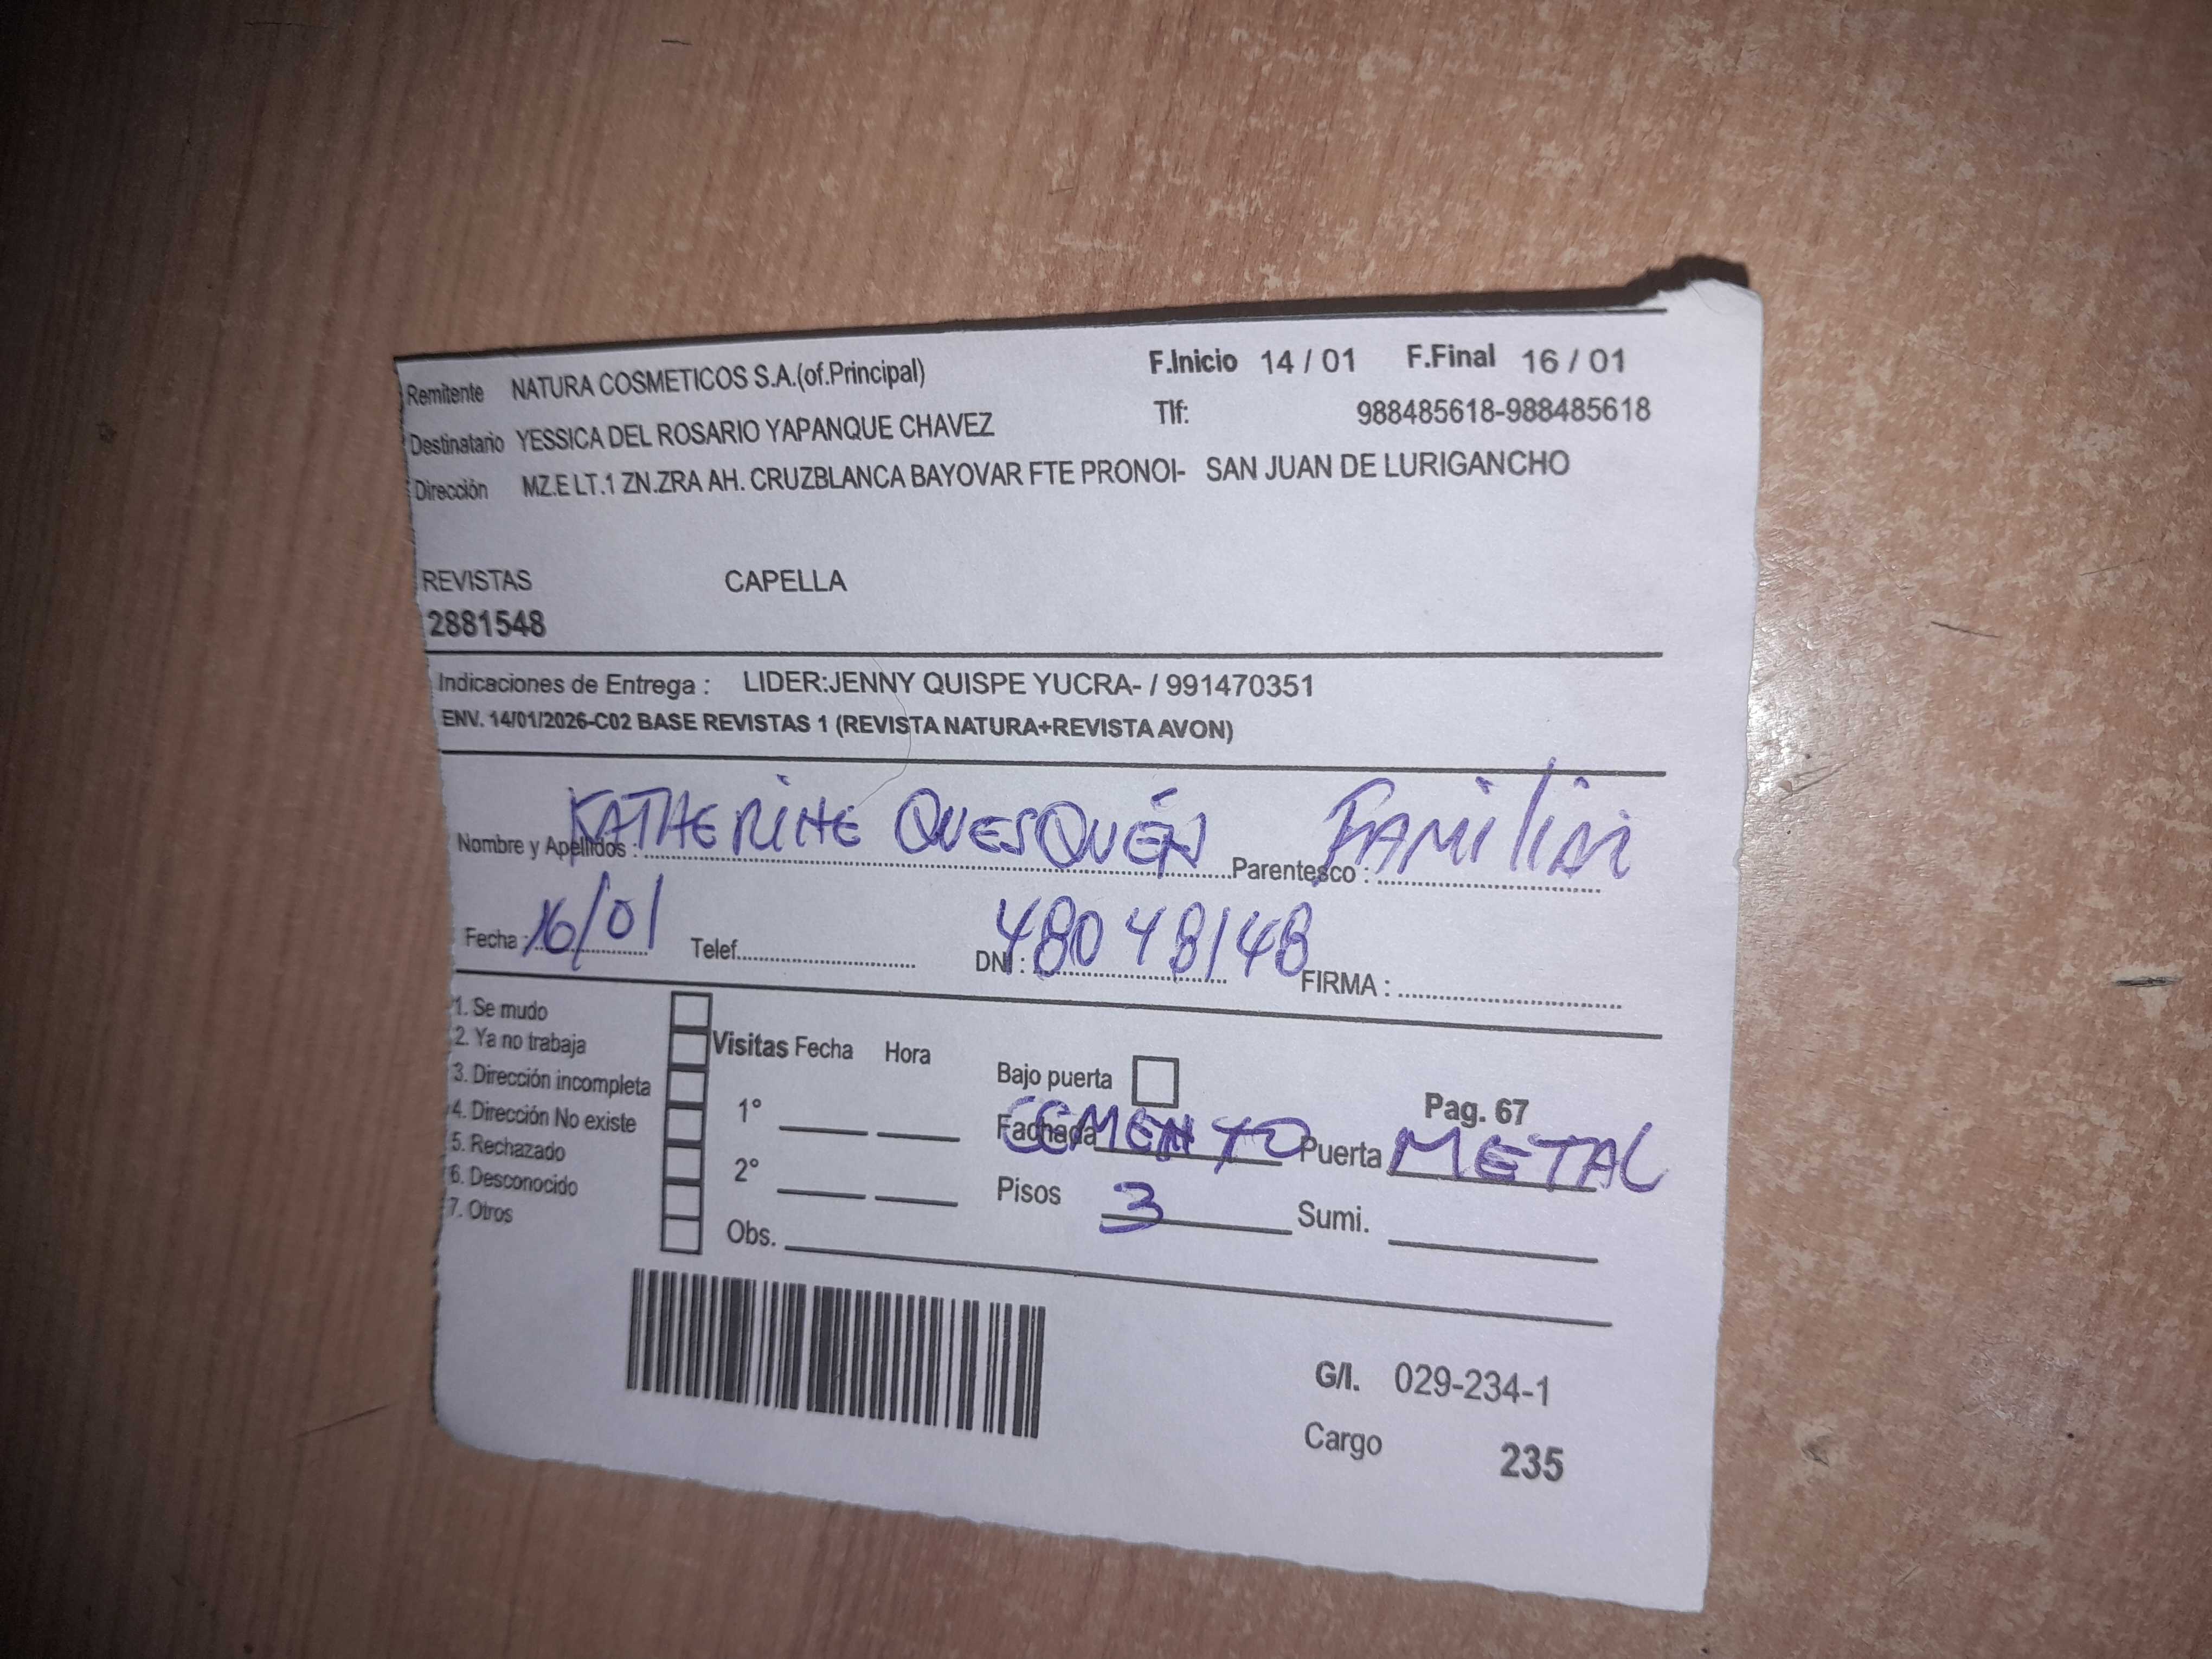 Remitente NATURA COSMETICOS S.A.(of.Principal) F.Inicio 14 / 01 F.Final 16 / 01
Destinatario YESSICA DEL ROSARIO YAPANQUE CHAVEZ Tlf: 988485618-988485618
Dirección MZ.E LT.1 ZN.ZRA AH. CRUZBLANCA BAYOVAR FTE PRONOI- SAN JUAN DE LURIGANCHO
REVISTAS CAPELLA
2881548
Indicaciones de Entrega : LIDER:JENNY QUISPE YUCRA- / 991470351
ENV. 14/01/2026-C02 BASE REVISTAS 1 (REVISTA NATURA+REVISTA AVON)
Nombre y Apellidos : KATHERINE QUESQUÉN Parentesco : FAMILIAR
Fecha : 16/01 Telef. DNI : 48048148 FIRMA :
1. Se mudo
2. Ya no trabaja
3. Dirección incompleta
4. Dirección No existe
5. Rechazado
6. Desconocido
7. Otros
Visitas Fecha Hora
1°
2°
Obs.
Bajo puerta Pag. 67
Fachada CEMENTO Puerta METAL
Pisos 3 Sumi.
G/I. 029-234-1
Cargo 235